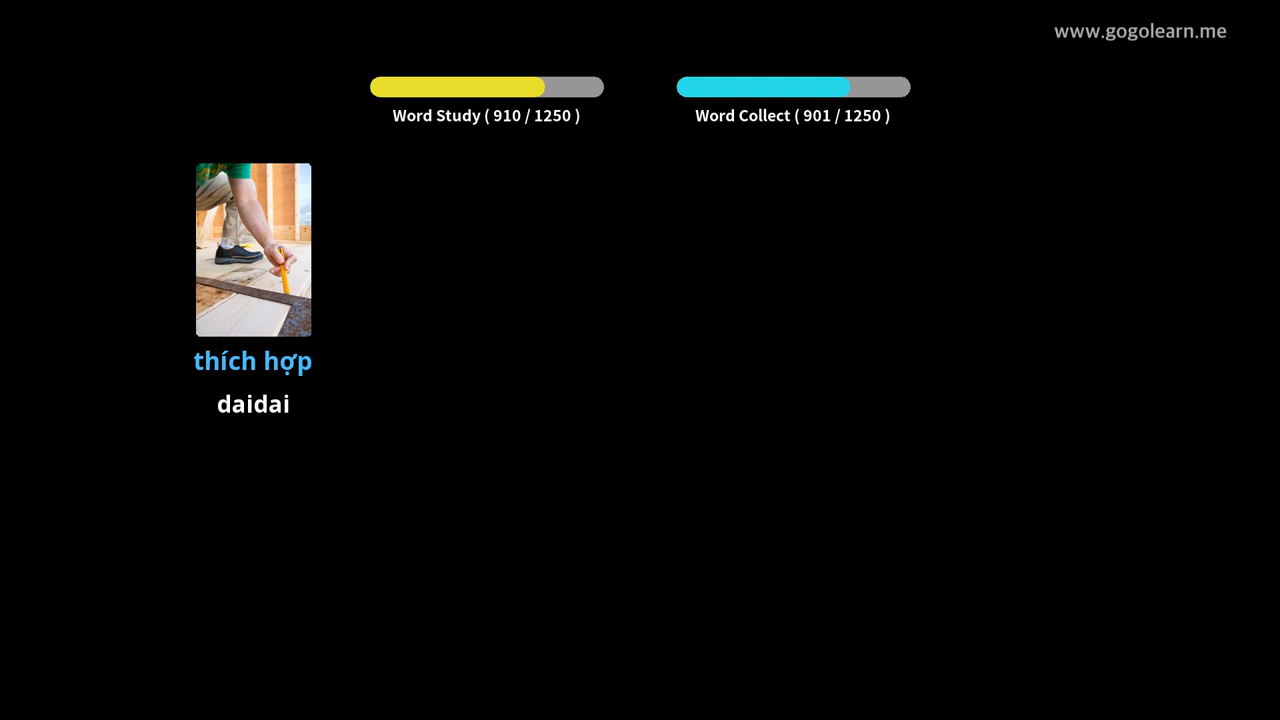 www.gogolearn.me
Word Study ( 910 / 1250 )
Word Collect ( 901 / 1250 )
thích hợp
daidai